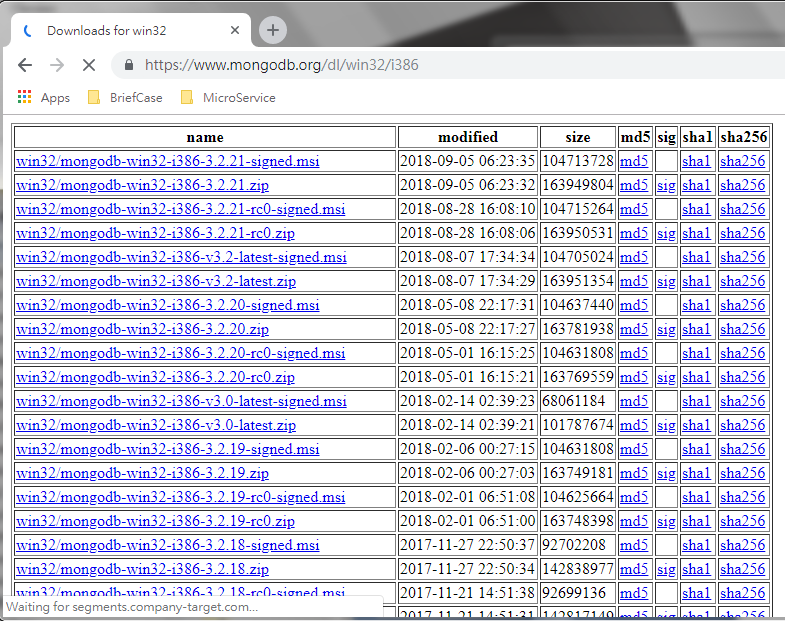 Downloads for win32
https://www.mongodb.org/dl/win32/i386
Apps BriefCase MicroService
name modified size md5 sig sha1 sha256
win32/mongodb-win32-i386-3.2.21-signed.msi 2018-09-05 06:23:35 104713728 md5 sha1 sha256
win32/mongodb-win32-i386-3.2.21.zip 2018-09-05 06:23:32 163949804 md5 sig sha1 sha256
win32/mongodb-win32-i386-3.2.21-rc0-signed.msi 2018-08-28 16:08:10 104715264 md5 sha1 sha256
win32/mongodb-win32-i386-3.2.21-rc0.zip 2018-08-28 16:08:06 163950531 md5 sig sha1 sha256
win32/mongodb-win32-i386-v3.2-latest-signed.msi 2018-08-07 17:34:34 104705024 md5 sha1 sha256
win32/mongodb-win32-i386-v3.2-latest.zip 2018-08-07 17:34:29 163951354 md5 sig sha1 sha256
win32/mongodb-win32-i386-3.2.20-signed.msi 2018-05-08 22:17:31 104637440 md5 sha1 sha256
win32/mongodb-win32-i386-3.2.20.zip 2018-05-08 22:17:27 163781938 md5 sig sha1 sha256
win32/mongodb-win32-i386-3.2.20-rc0-signed.msi 2018-05-01 16:15:25 104631808 md5 sha1 sha256
win32/mongodb-win32-i386-3.2.20-rc0.zip 2018-05-01 16:15:21 163769559 md5 sig sha1 sha256
win32/mongodb-win32-i386-v3.0-latest-signed.msi 2018-02-14 02:39:23 68061184 md5 sha1 sha256
win32/mongodb-win32-i386-v3.0-latest.zip 2018-02-14 02:39:21 101787674 md5 sig sha1 sha256
win32/mongodb-win32-i386-3.2.19-signed.msi 2018-02-06 00:27:15 104631808 md5 sha1 sha256
win32/mongodb-win32-i386-3.2.19.zip 2018-02-06 00:27:03 163749181 md5 sig sha1 sha256
win32/mongodb-win32-i386-3.2.19-rc0-signed.msi 2018-02-01 06:51:08 104625664 md5 sha1 sha256
win32/mongodb-win32-i386-3.2.19-rc0.zip 2018-02-01 06:51:00 163748398 md5 sig sha1 sha256
win32/mongodb-win32-i386-3.2.18-signed.msi 2017-11-27 22:50:37 92702208 md5 sha1 sha256
win32/mongodb-win32-i386-3.2.18.zip 2017-11-27 22:50:34 142838977 md5 sig sha1 sha256
win32/mongodb-win32-i386-3.2.18-rc0-signed.msi 2017-11-21 14:51:38 92699136 md5 sha1 sha256
Waiting for segments.company-target.com... 2017-11-21 14:51:31 142817149 md5 sig sha1 sha256